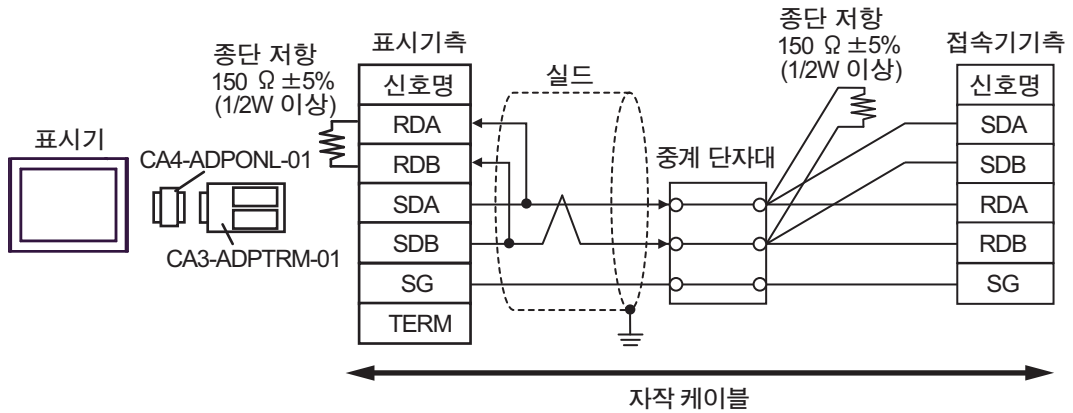 표시기
CA4-ADPONL-01
CA3-ADPTRM-01
종단 저항
150 Ω ±5%
(1/2W 이상)
표시기측
신호명
RDA
RDB
SDA
SDB
SG
TERM
실드
중계 단자대
종단 저항
150 Ω ±5%
(1/2W 이상)
접속기기측
신호명
SDA
SDB
RDA
RDB
SG
자작 케이블